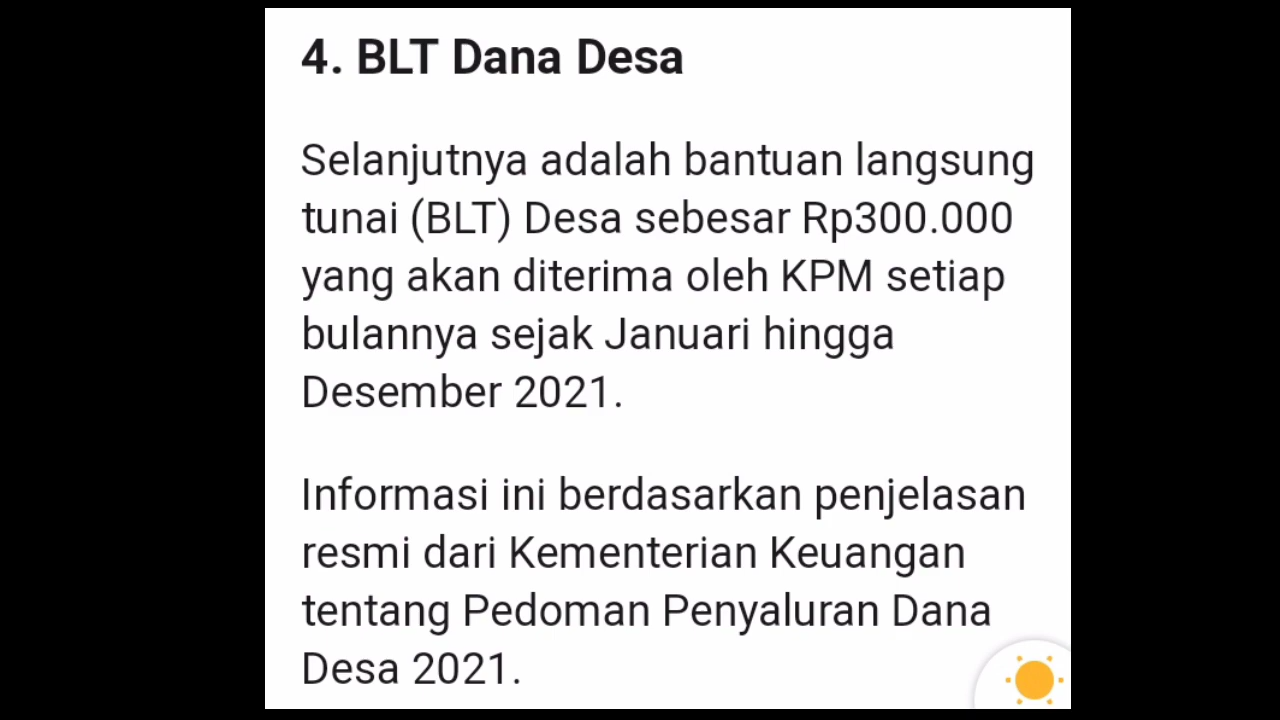 4. BLT Dana Desa
Selanjutnya adalah bantuan langsung
tunai (BLT) Desa sebesar Rp300.000
yang akan diterima oleh KPM setiap
bulannya sejak Januari hingga
Desember 2021.
Informasi ini berdasarkan penjelasan
resmi dari Kementerian Keuangan
tentang Pedoman Penyaluran Dana
Desa 2021.